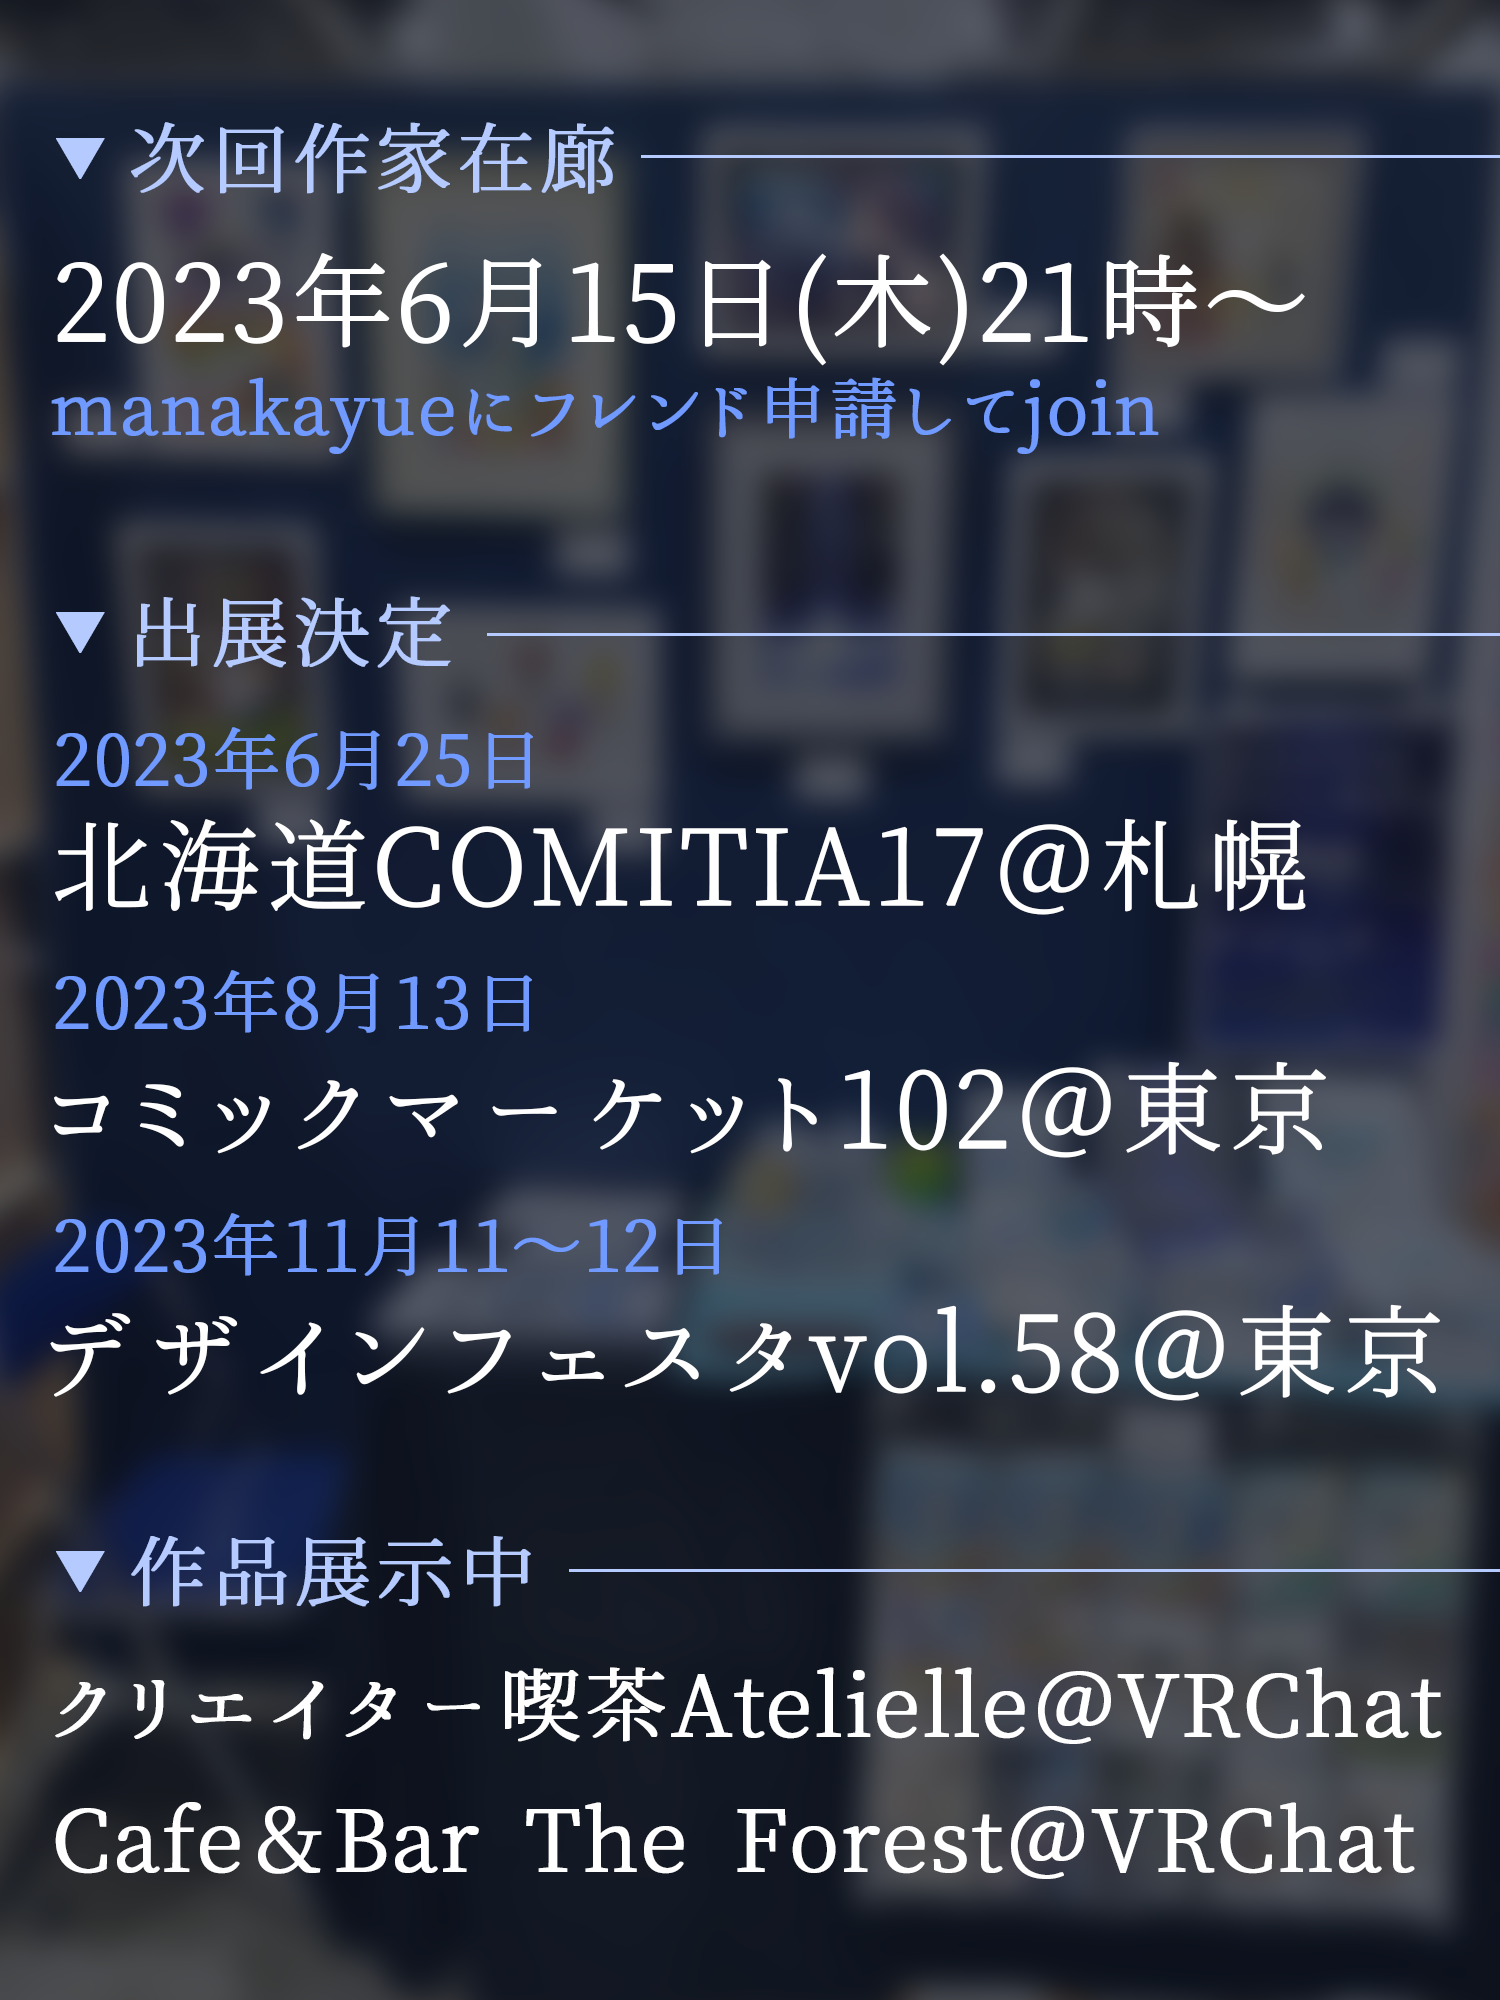 ▼次回作家在廊
2023年6月15日(木)21時～
manakayueにフレンド申請してjoin
▼出展決定
2023年6月25日
北海道COMITIA17@札幌
2023年8月13日
コミックマーケット102@東京
2023年11月11～12日
デザインフェスタvol.58@東京
▼作品展示中
クリエイター喫茶Atelielle@VRChat
Cafe＆Bar The Forest@VRChat